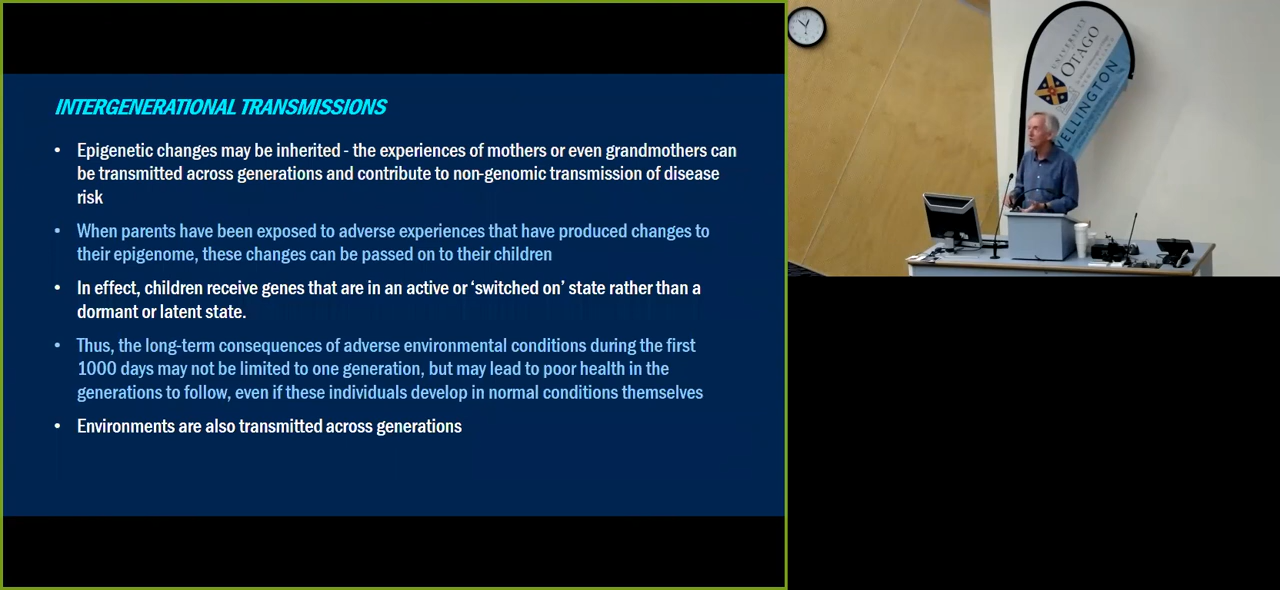 INTERGENERATIONAL TRANSMISSIONS
• Epigenetic changes may be inherited - the experiences of mothers or even grandmothers can
be transmitted across generations and contribute to non-genomic transmission of disease
risk
• When parents have been exposed to adverse experiences that have produced changes to
their epigenome, these changes can be passed on to their children
• In effect, children receive genes that are in an active or ‘switched on’ state rather than a
dormant or latent state.
• Thus, the long-term consequences of adverse environmental conditions during the first
1000 days may not be limited to one generation, but may lead to poor health in the
generations to follow, even if these individuals develop in normal conditions themselves
• Environments are also transmitted across generations
UNIVERSITY
OTAGO
WELLINGTON